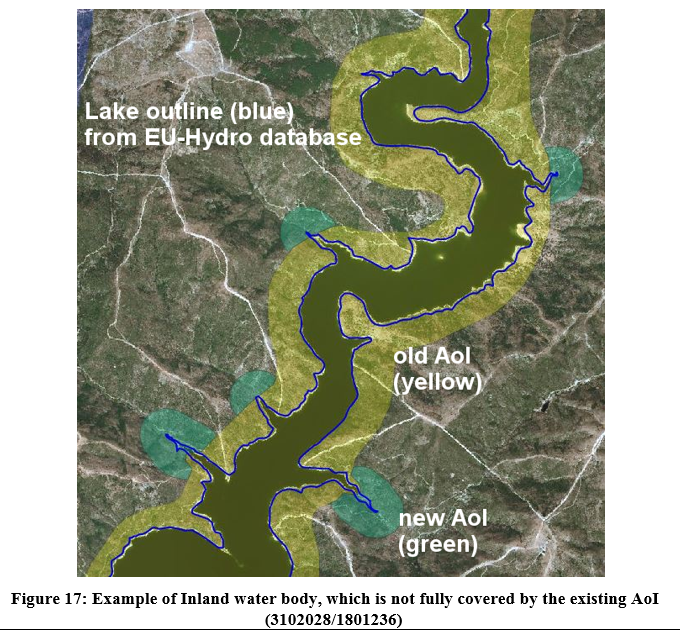 Lake outline (blue)
from EU-Hydro database
old AoI
(yellow)
new AoI
(green)
Figure 17: Example of Inland water body, which is not fully covered by the existing AoI
(3102028/1801236)